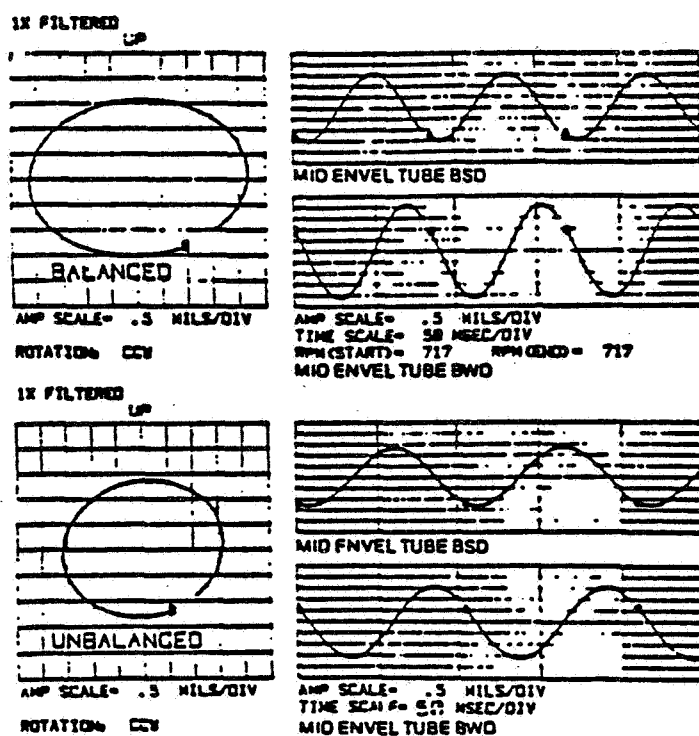 1X FILTERED
UP
BALANCED
AMP SCALE= .5 MILS/DIV
ROTATION: CCW
MID ENVEL TUBE BSD
AMP SCALE= .5 MILS/DIV
TIME SCALE= 50 MSEC/DIV
RPM(START)= 717 RPM(END)= 717
MID ENVEL TUBE BWD
1X FILTERED
UP
UNBALANCED
AMP SCALE= .5 MILS/DIV
ROTATION: CCW
MID ENVEL TUBE BSD
AMP SCALE= .5 MILS/DIV
TIME SCALE= 50 MSEC/DIV
MID ENVEL TUBE BWD